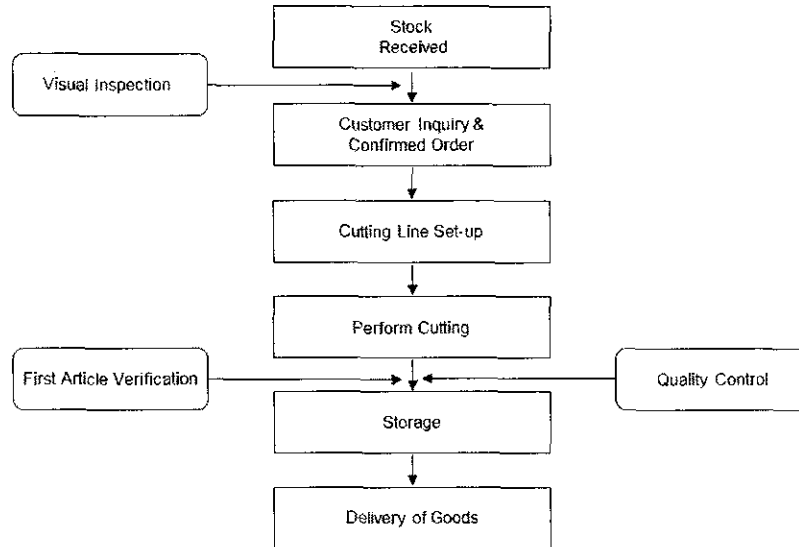 Stock
Received
Visual Inspection
Customer Inquiry &
Confirmed Order
Cutting Line Set-up
Perform Cutting
First Article Verification
Quality Control
Storage
Delivery of Goods